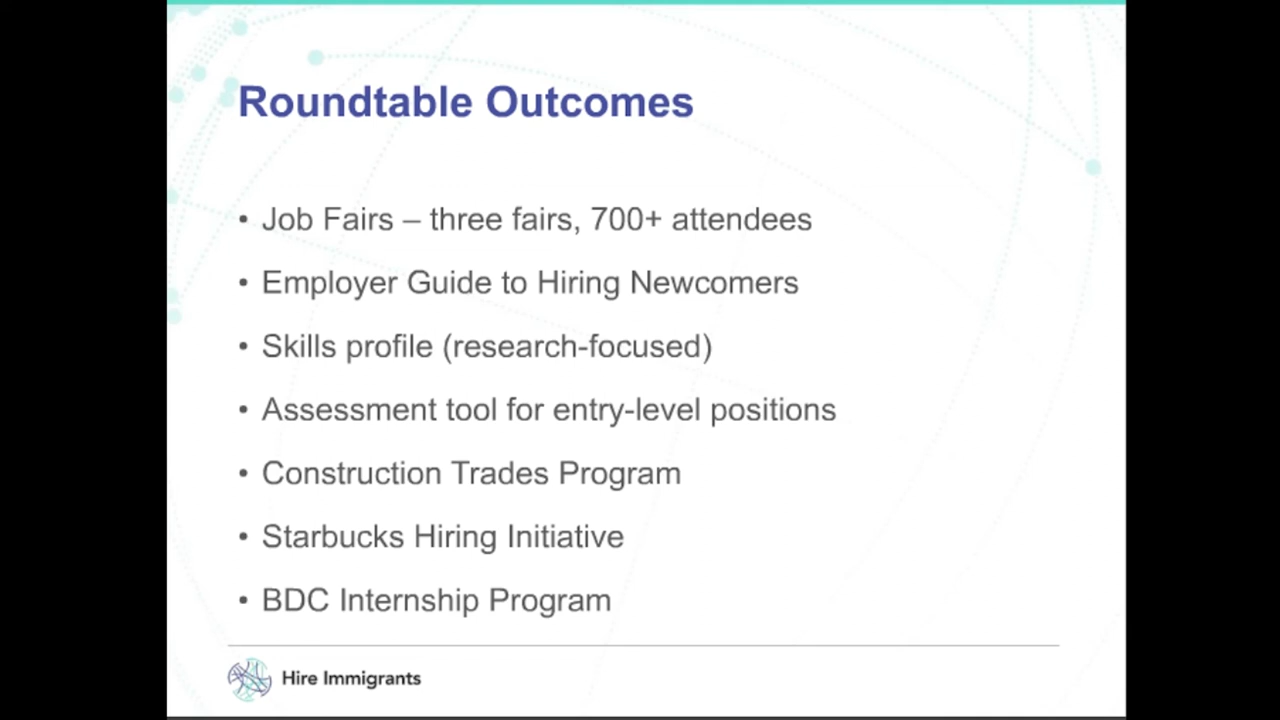 Roundtable Outcomes
• Job Fairs – three fairs, 700+ attendees
• Employer Guide to Hiring Newcomers
• Skills profile (research-focused)
• Assessment tool for entry-level positions
• Construction Trades Program
• Starbucks Hiring Initiative
• BDC Internship Program
Hire Immigrants